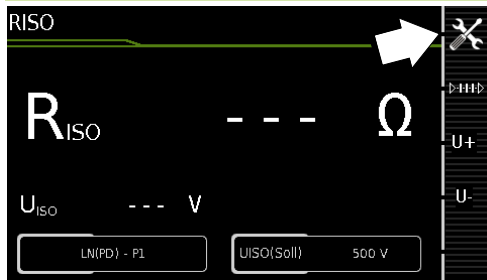 RISO
RISO --- Ω
U+
UISO --- V
U-
LN(PD) - P1
UISO(Soll) 500 V